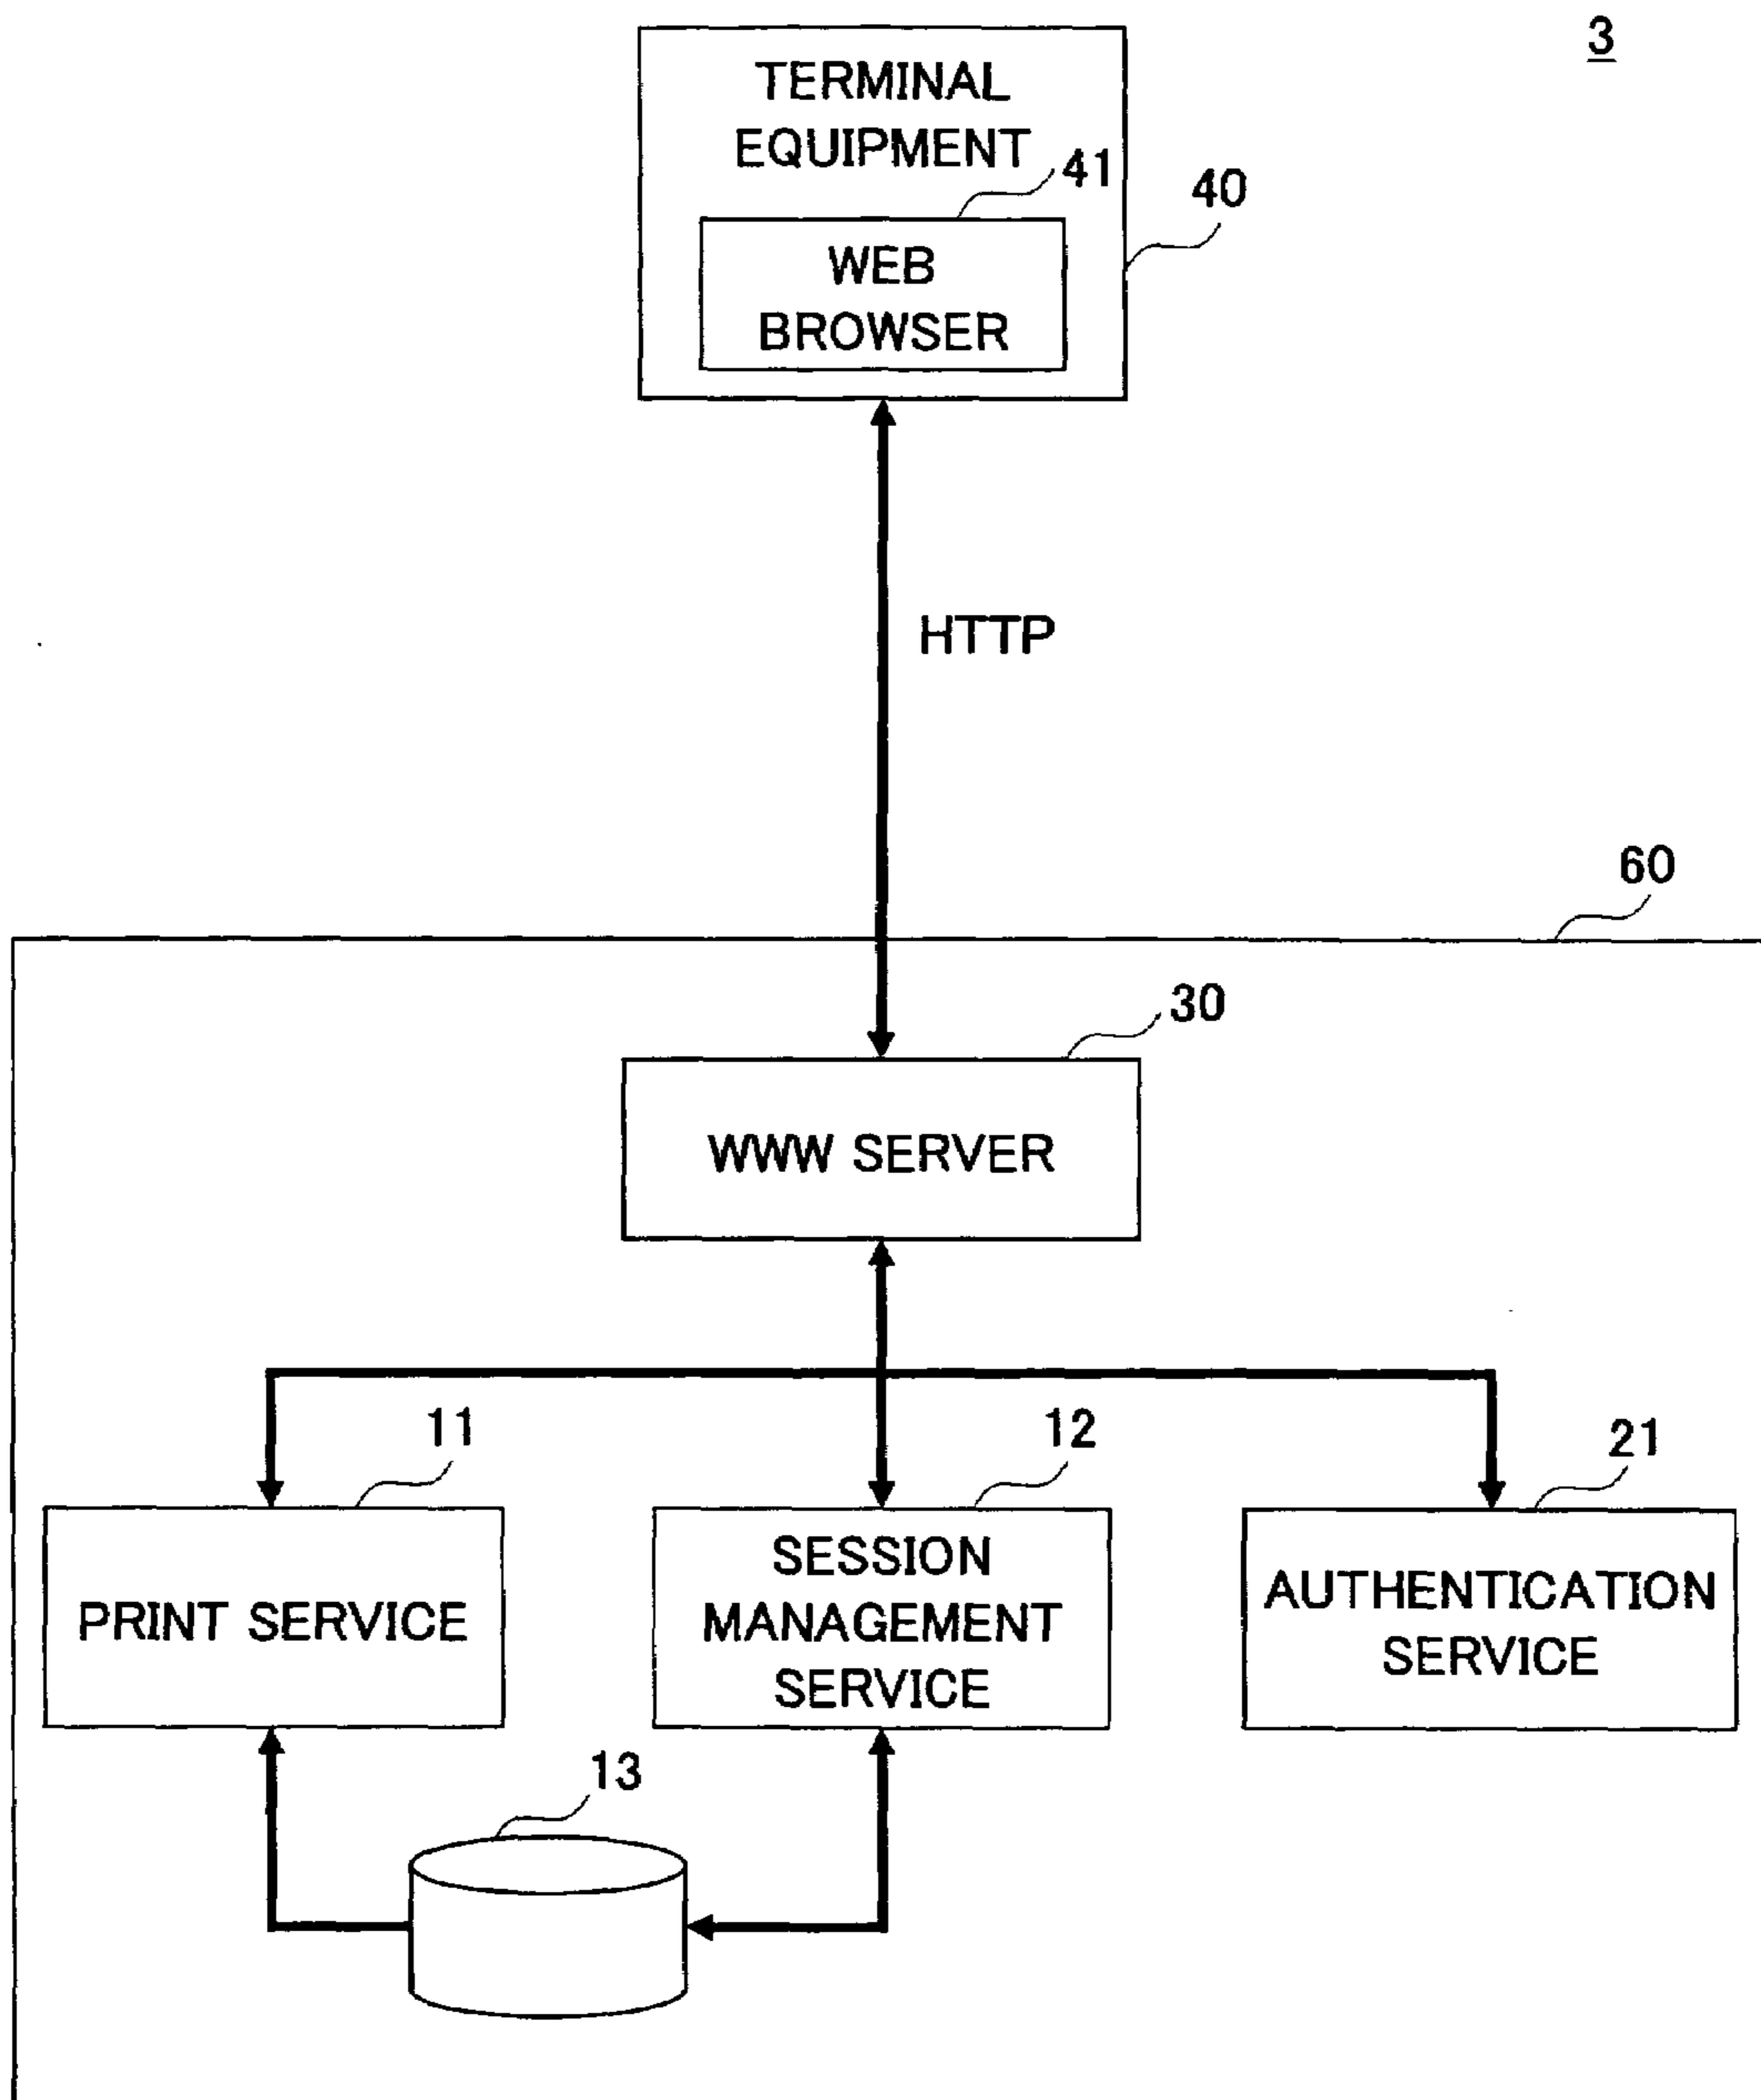 3
TERMINAL
EQUIPMENT
41
40
WEB
BROWSER
HTTP
60
30
WWW SERVER
11
12
21
PRINT SERVICE
SESSION
MANAGEMENT
SERVICE
AUTHENTICATION
SERVICE
13